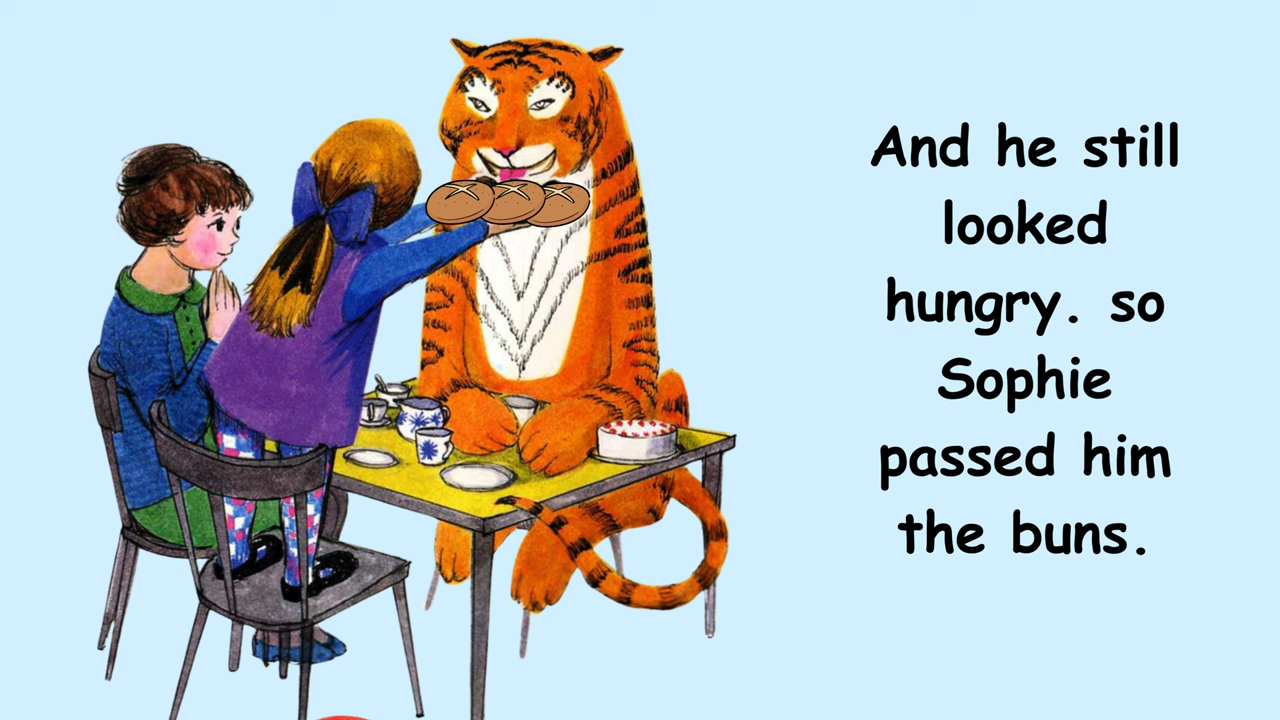 And he still
looked
hungry. so
Sophie
passed him
the buns.